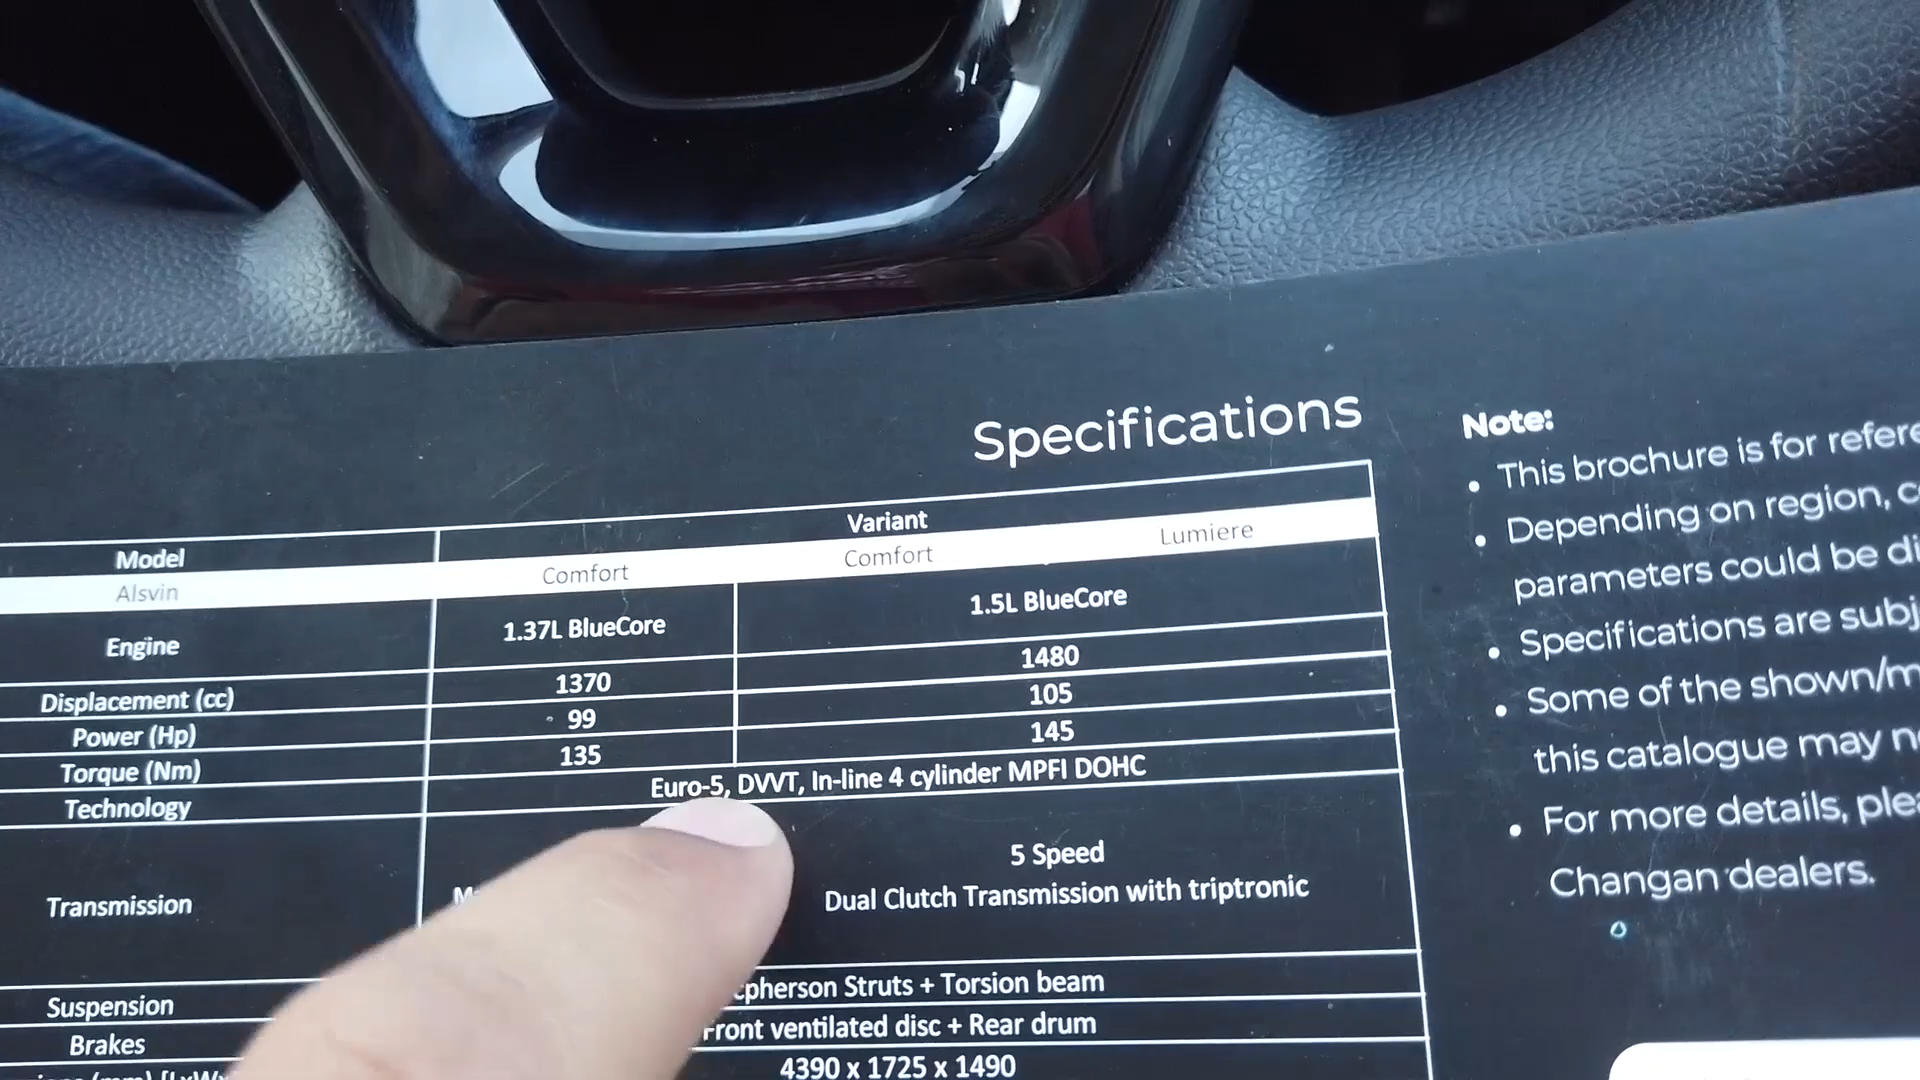 Specifications
Model
Variant
Alsvin
Comfort
Comfort
Lumiere
Engine
1.37L BlueCore
1.5L BlueCore
Displacement (cc)
1370
1480
Power (Hp)
99
105
Torque (Nm)
135
145
Technology
Euro-5, DVVT, In-line 4 cylinder MPFI DOHC
Transmission
5 Speed
Dual Clutch Transmission with triptronic
Suspension
cpherson Struts + Torsion beam
Brakes
Front ventilated disc + Rear drum
4390 x 1725 x 1490
Note:
• This brochure is for refere
• Depending on region, c
parameters could be di
• Specifications are subj
• Some of the shown/m
this catalogue may n
• For more details, plea
Changan dealers.